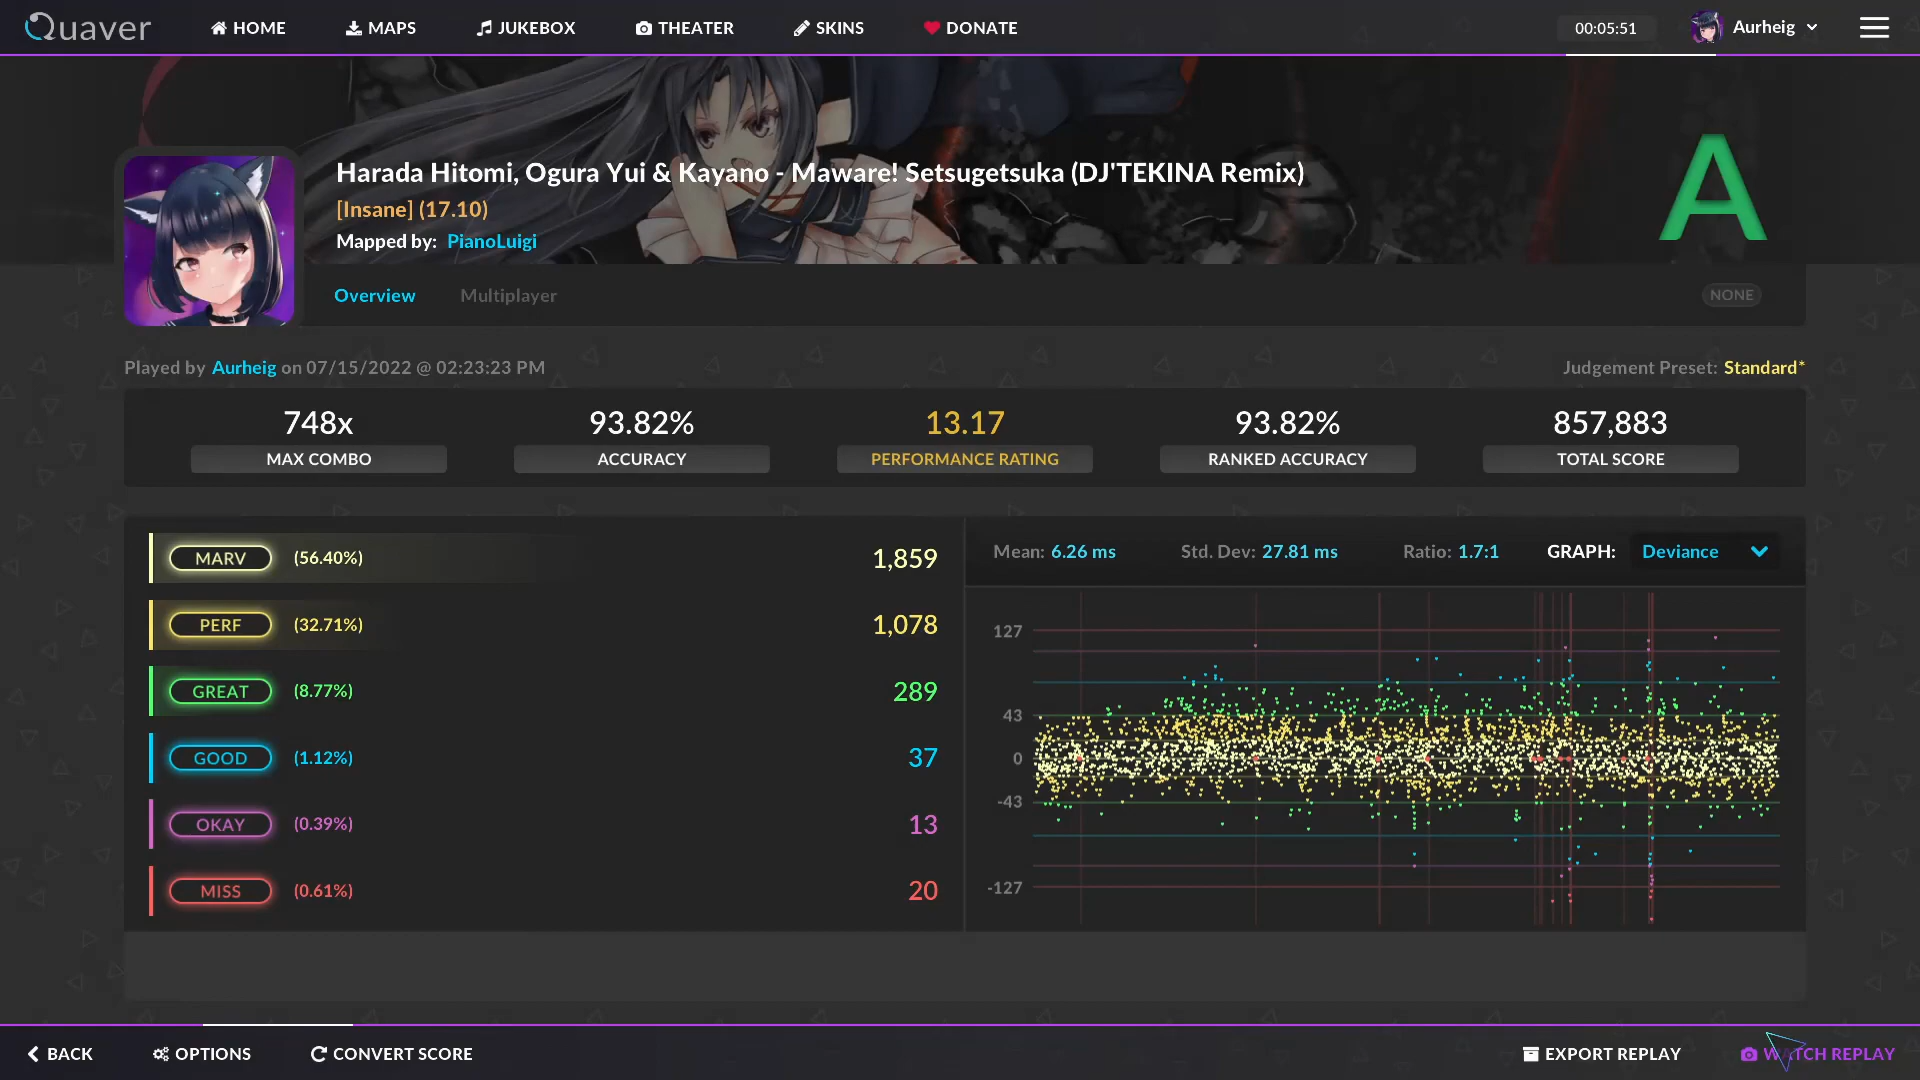 Quaver HOME MAPS JUKEBOX THEATER SKINS DONATE 00:05:51 Aurheig
Harada Hitomi, Ogura Yui & Kayano - Maware! Setsugetsuka (DJ'TEKINA Remix)
[Insane] (17.10)
Mapped by: PianoLuigi
A
Overview Multiplayer NONE
Played by Aurheig on 07/15/2022 @ 02:23:23 PM Judgement Preset: Standard*
748x 93.82% 13.17 93.82% 857,883
MAX COMBO ACCURACY PERFORMANCE RATING RANKED ACCURACY TOTAL SCORE
MARV (56.40%) 1,859
PERF (32.71%) 1,078
GREAT (8.77%) 289
GOOD (1.12%) 37
OKAY (0.39%) 13
MISS (0.61%) 20
Mean: 6.26 ms Std. Dev: 27.81 ms Ratio: 1.7:1 GRAPH: Deviance
127
43
0
-43
-127
BACK OPTIONS CONVERT SCORE EXPORT REPLAY WATCH REPLAY